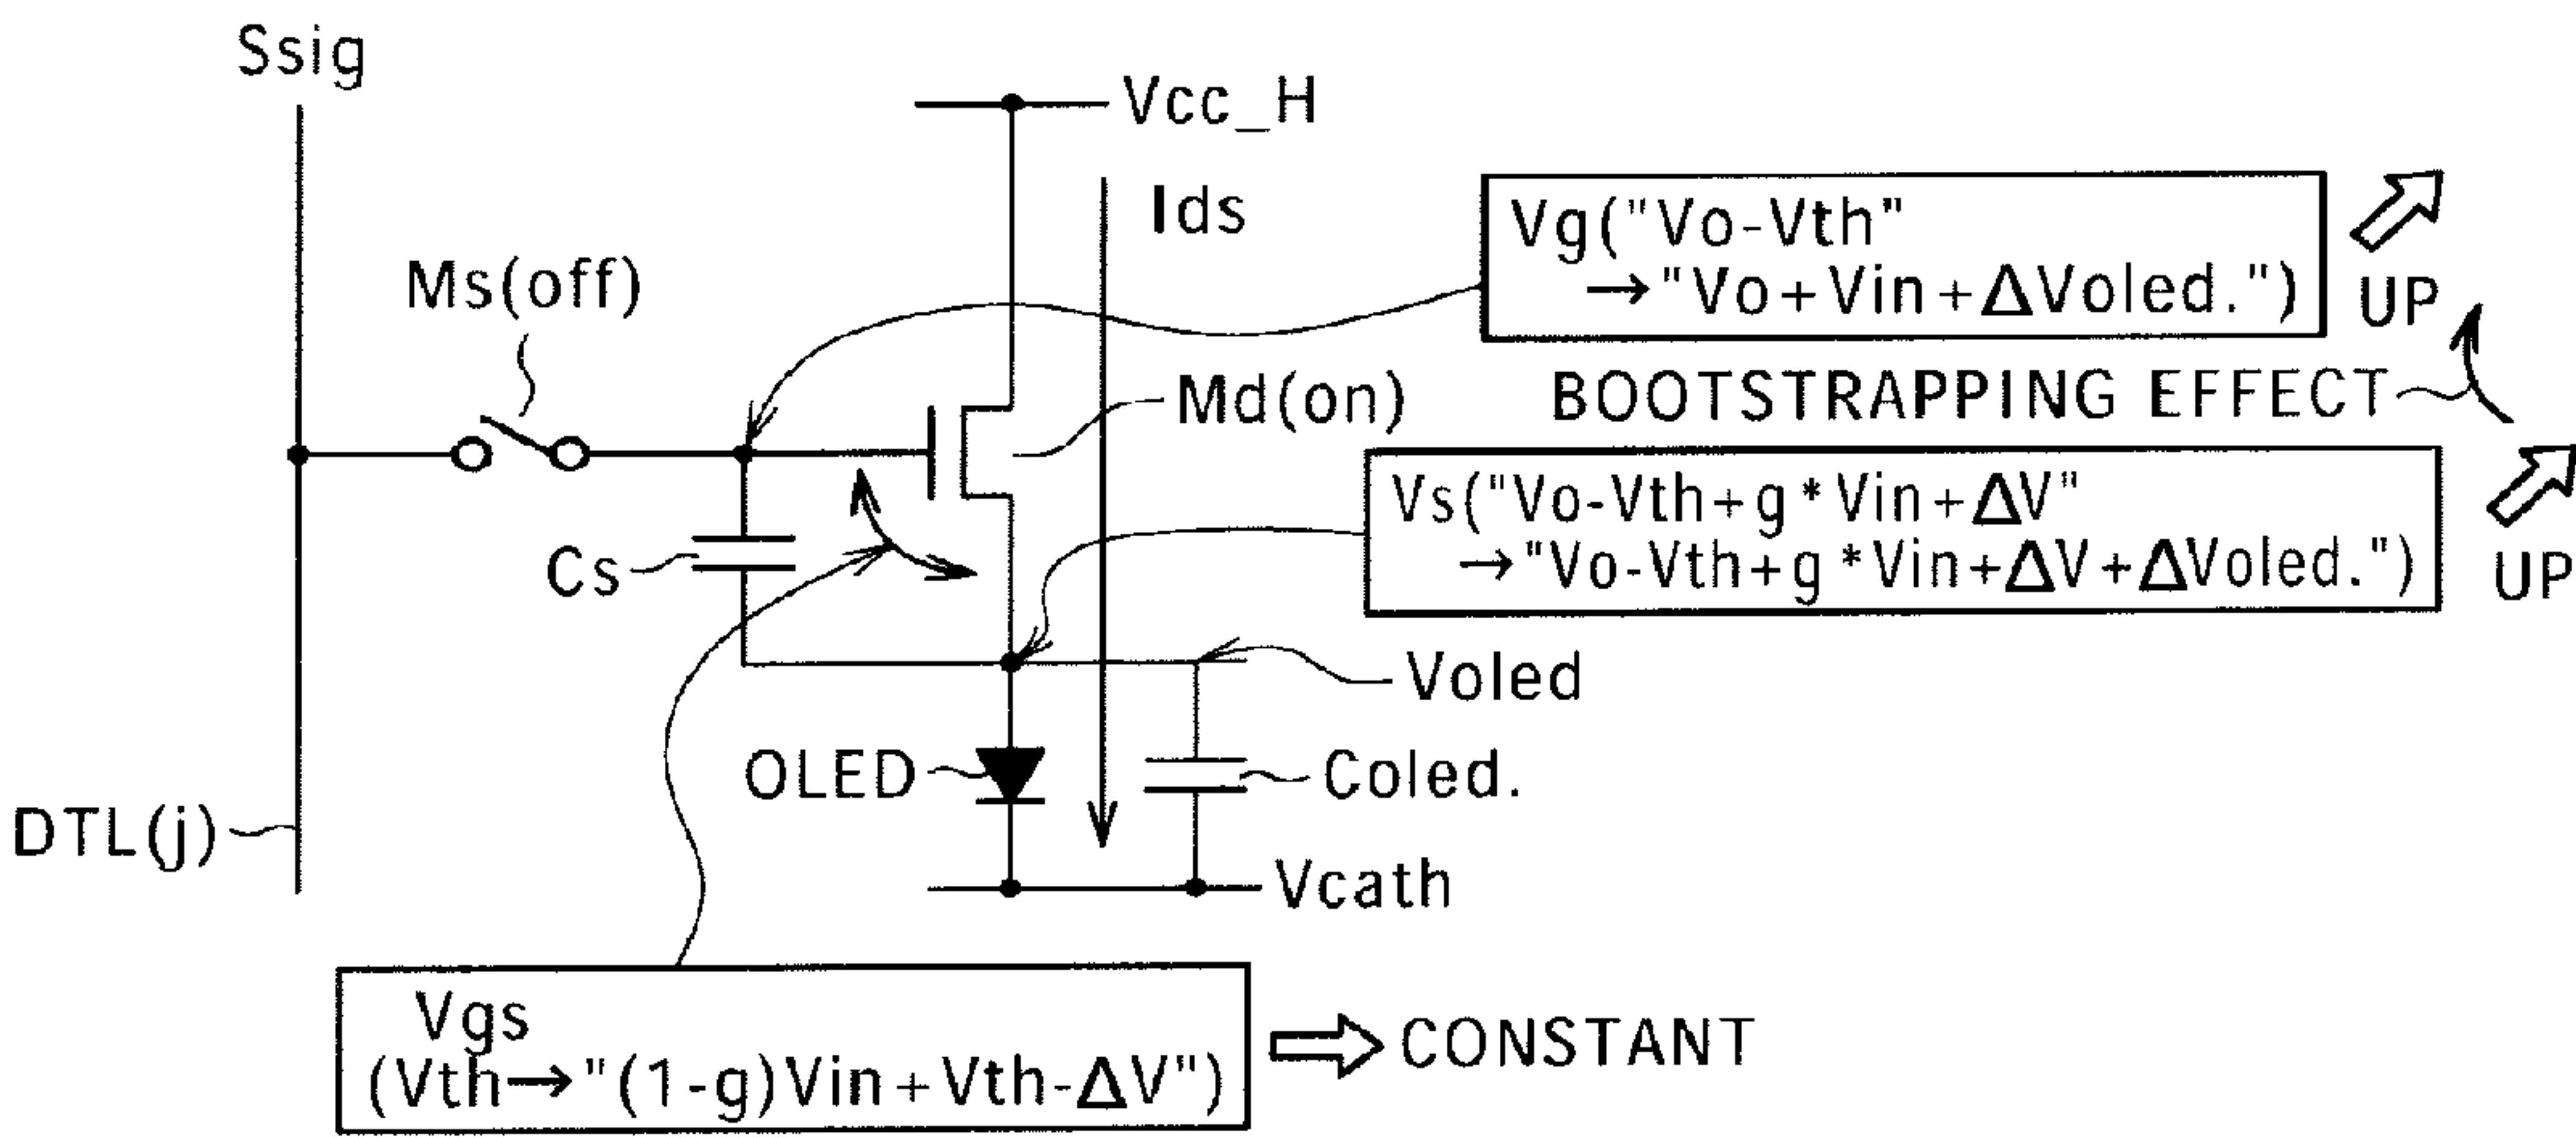 Ssig
Vcc_H
Ids
Vg("Vo-Vth"
→"Vo+Vin+ΔVoled.")
UP
Ms(off)
Md(on)
BOOTSTRAPPING EFFECT
Vs("Vo-Vth+g*Vin+ΔV"
→"Vo-Vth+g*Vin+ΔV+ΔVoled.")
UP
Cs
Voled
OLED
Coled.
DTL(j)
Vcath
Vgs
(Vth→"(1-g)Vin+Vth-ΔV")
CONSTANT